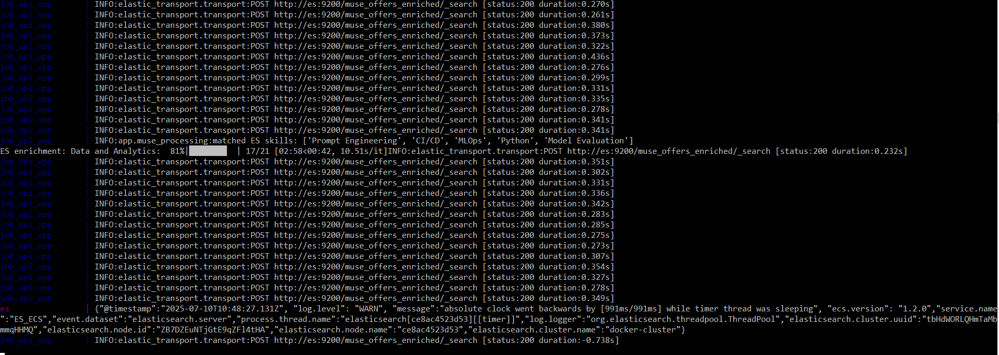 job_api_app | INFO:elastic_transport.transport:POST http://es:9200/muse_offers_enriched/_search [status:200 duration:0.270s]
job_api_app | INFO:elastic_transport.transport:POST http://es:9200/muse_offers_enriched/_search [status:200 duration:0.261s]
job_api_app | INFO:elastic_transport.transport:POST http://es:9200/muse_offers_enriched/_search [status:200 duration:0.380s]
job_api_app | INFO:elastic_transport.transport:POST http://es:9200/muse_offers_enriched/_search [status:200 duration:0.373s]
job_api_app | INFO:elastic_transport.transport:POST http://es:9200/muse_offers_enriched/_search [status:200 duration:0.322s]
job_api_app | INFO:elastic_transport.transport:POST http://es:9200/muse_offers_enriched/_search [status:200 duration:0.436s]
job_api_app | INFO:elastic_transport.transport:POST http://es:9200/muse_offers_enriched/_search [status:200 duration:0.276s]
job_api_app | INFO:elastic_transport.transport:POST http://es:9200/muse_offers_enriched/_search [status:200 duration:0.299s]
job_api_app | INFO:elastic_transport.transport:POST http://es:9200/muse_offers_enriched/_search [status:200 duration:0.331s]
job_api_app | INFO:elastic_transport.transport:POST http://es:9200/muse_offers_enriched/_search [status:200 duration:0.335s]
job_api_app | INFO:elastic_transport.transport:POST http://es:9200/muse_offers_enriched/_search [status:200 duration:0.278s]
job_api_app | INFO:elastic_transport.transport:POST http://es:9200/muse_offers_enriched/_search [status:200 duration:0.341s]
job_api_app | INFO:elastic_transport.transport:POST http://es:9200/muse_offers_enriched/_search [status:200 duration:0.341s]
job_api_app | INFO:app.muse_processing:matched ES skills: ['Prompt Engineering', 'CI/CD', 'MLOps', 'Python', 'Model Evaluation']
ES enrichment: Data and Analytics: 81%|████████ | 17/21 [02:58<00:42, 10.51s/it]INFO:elastic_transport.transport:POST http://es:9200/muse_offers_enriched/_search [status:200 duration:0.232s]
job_api_app | INFO:elastic_transport.transport:POST http://es:9200/muse_offers_enriched/_search [status:200 duration:0.351s]
job_api_app | INFO:elastic_transport.transport:POST http://es:9200/muse_offers_enriched/_search [status:200 duration:0.302s]
job_api_app | INFO:elastic_transport.transport:POST http://es:9200/muse_offers_enriched/_search [status:200 duration:0.331s]
job_api_app | INFO:elastic_transport.transport:POST http://es:9200/muse_offers_enriched/_search [status:200 duration:0.336s]
job_api_app | INFO:elastic_transport.transport:POST http://es:9200/muse_offers_enriched/_search [status:200 duration:0.342s]
job_api_app | INFO:elastic_transport.transport:POST http://es:9200/muse_offers_enriched/_search [status:200 duration:0.283s]
job_api_app | INFO:elastic_transport.transport:POST http://es:9200/muse_offers_enriched/_search [status:200 duration:0.285s]
job_api_app | INFO:elastic_transport.transport:POST http://es:9200/muse_offers_enriched/_search [status:200 duration:0.275s]
job_api_app | INFO:elastic_transport.transport:POST http://es:9200/muse_offers_enriched/_search [status:200 duration:0.273s]
job_api_app | INFO:elastic_transport.transport:POST http://es:9200/muse_offers_enriched/_search [status:200 duration:0.307s]
job_api_app | INFO:elastic_transport.transport:POST http://es:9200/muse_offers_enriched/_search [status:200 duration:0.354s]
job_api_app | INFO:elastic_transport.transport:POST http://es:9200/muse_offers_enriched/_search [status:200 duration:0.327s]
job_api_app | INFO:elastic_transport.transport:POST http://es:9200/muse_offers_enriched/_search [status:200 duration:0.278s]
job_api_app | INFO:elastic_transport.transport:POST http://es:9200/muse_offers_enriched/_search [status:200 duration:0.349s]
es | {"@timestamp":"2025-07-10T10:48:27.131Z", "log.level": "WARN", "message":"absolute clock went backwards by [991ms/991ms] while timer thread was sleeping", "ecs.version": "1.2.0","service.name
":"ES_ECS","event.dataset":"elasticsearch.server","process.thread.name":"elasticsearch[ce8ac4523d53][[timer]]","log.logger":"org.elasticsearch.threadpool.ThreadPool","elasticsearch.cluster.uuid":"tbHdWORLQHmTaMb
mmqHHMQ","elasticsearch.node.id":"ZB7DZEuNTjGtE9qZFl4tHA","elasticsearch.node.name":"ce8ac4523d53","elasticsearch.cluster.name":"docker-cluster"}
job_api_app | INFO:elastic_transport.transport:POST http://es:9200/muse_offers_enriched/_search [status:200 duration:-0.738s]